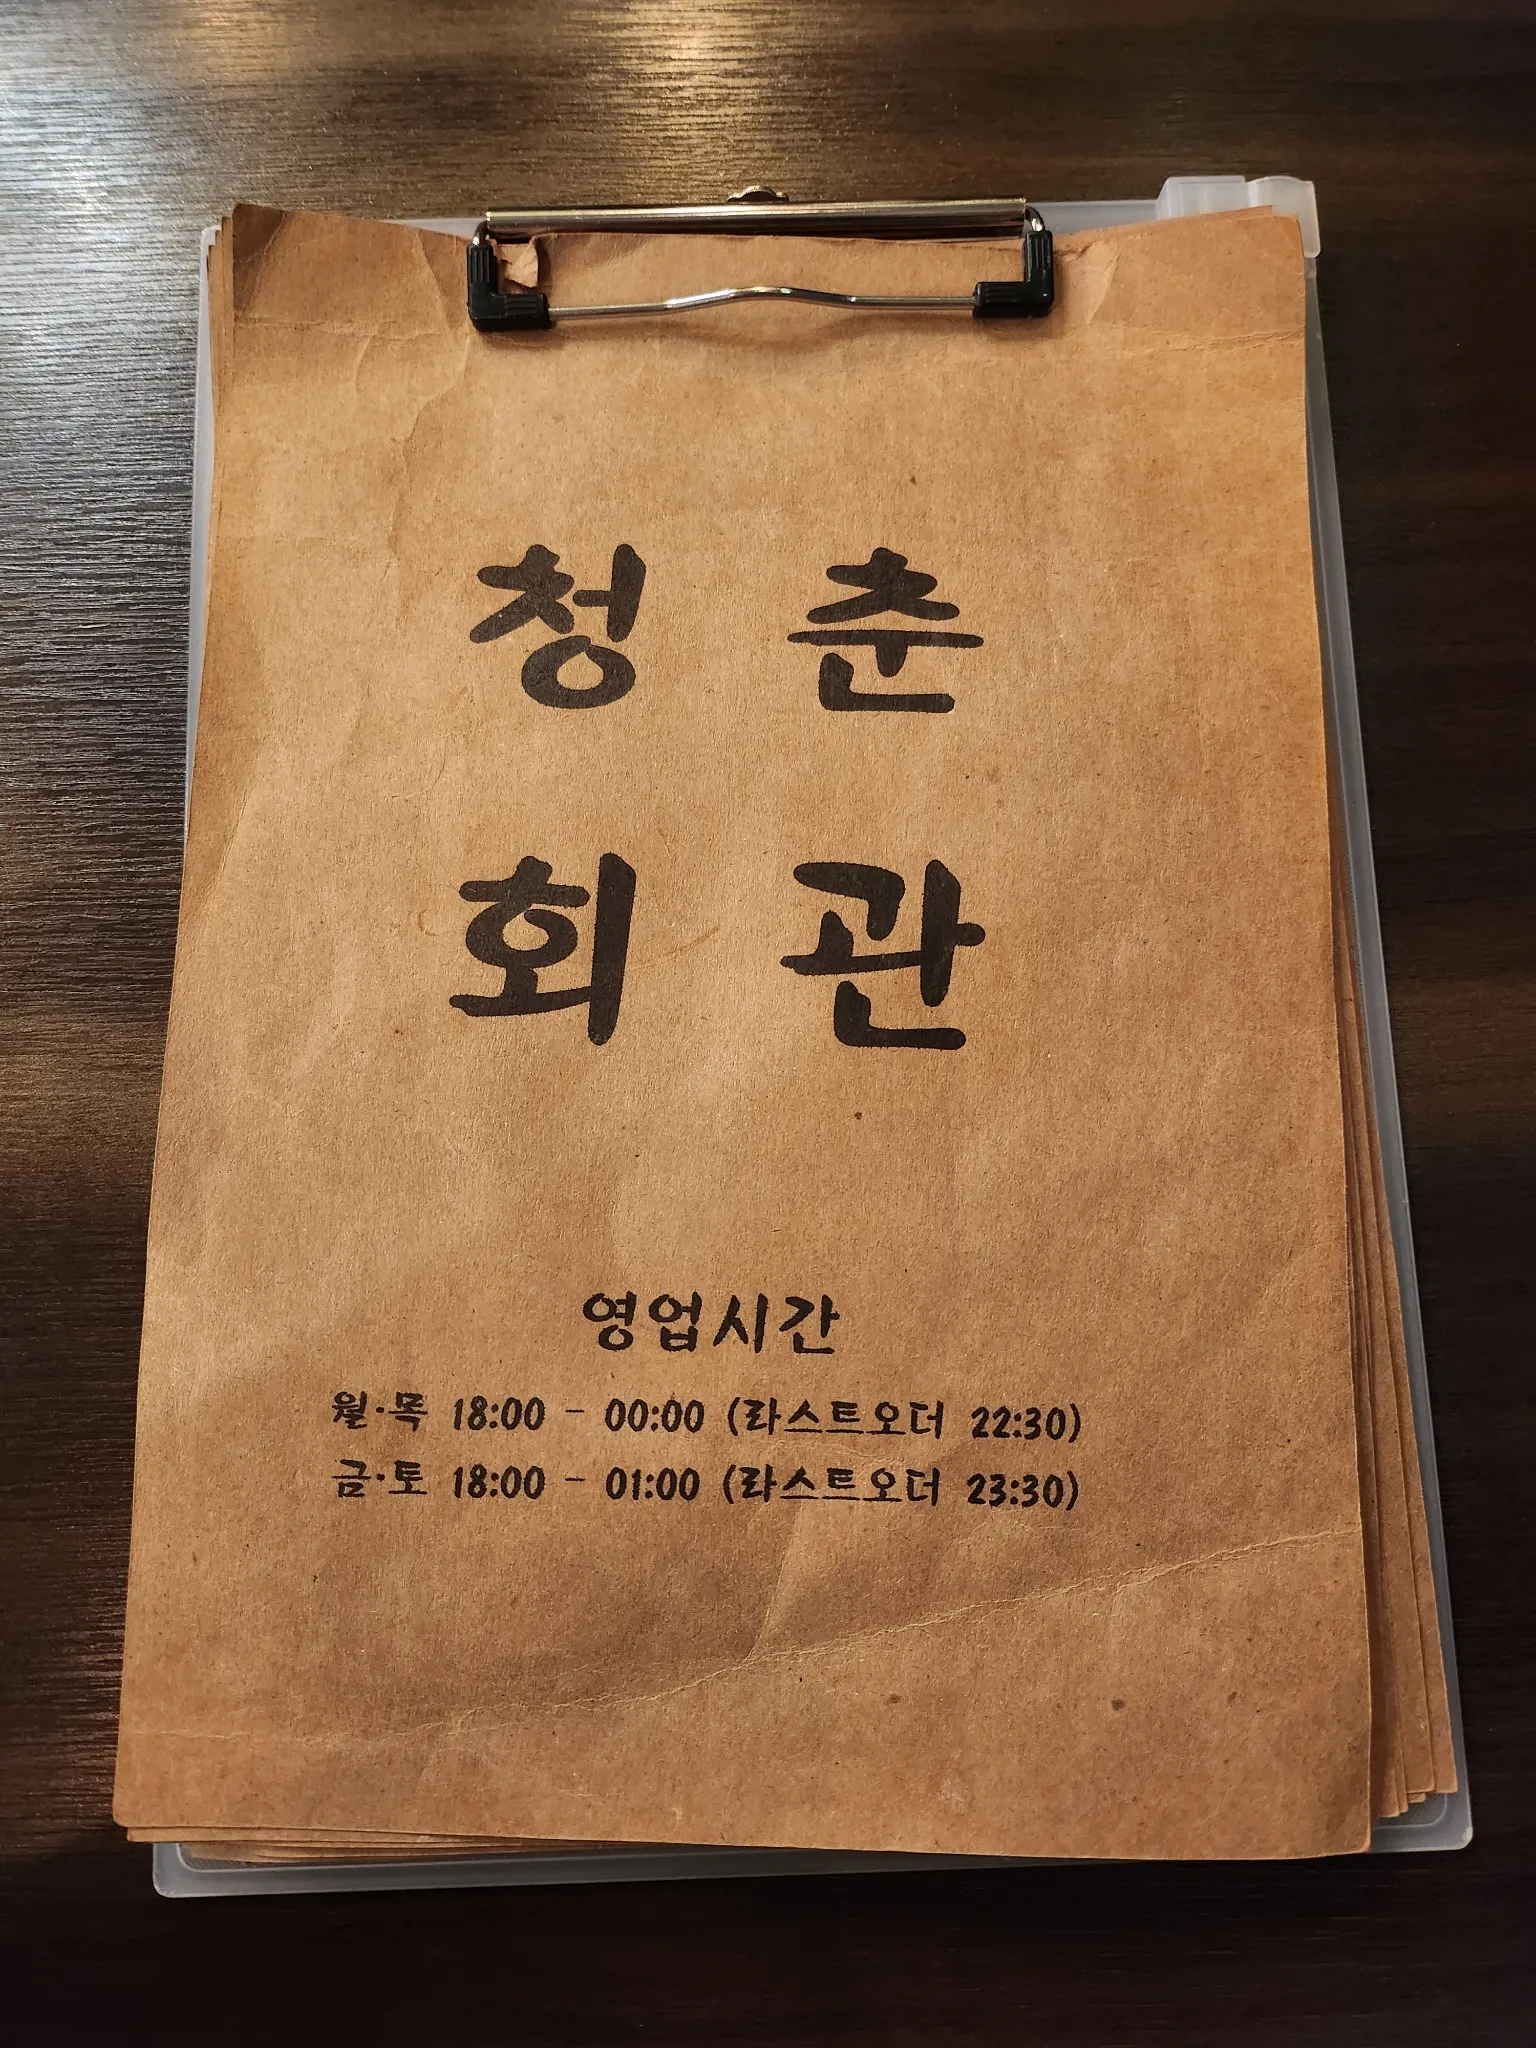 청 춘
회 관
영업시간
월·목 18:00 - 00:00 (라스트오더 22:30)
금·토 18:00 - 01:00 (라스트오더 23:30)